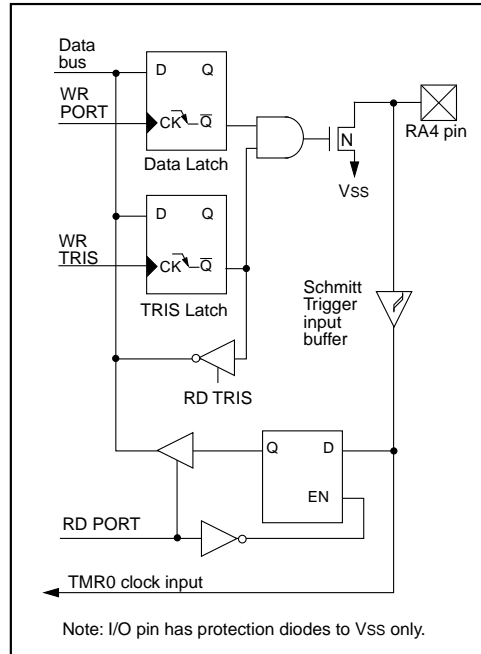 Data
bus
D Q
WR
PORT
CK Q̅
Data Latch
N
RA4 pin
VSS
D Q
WR
TRIS
CK Q̅
TRIS Latch
Schmitt
Trigger
input
buffer
RD TRIS
Q D
EN
RD PORT
TMR0 clock input
Note: I/O pin has protection diodes to VSS only.